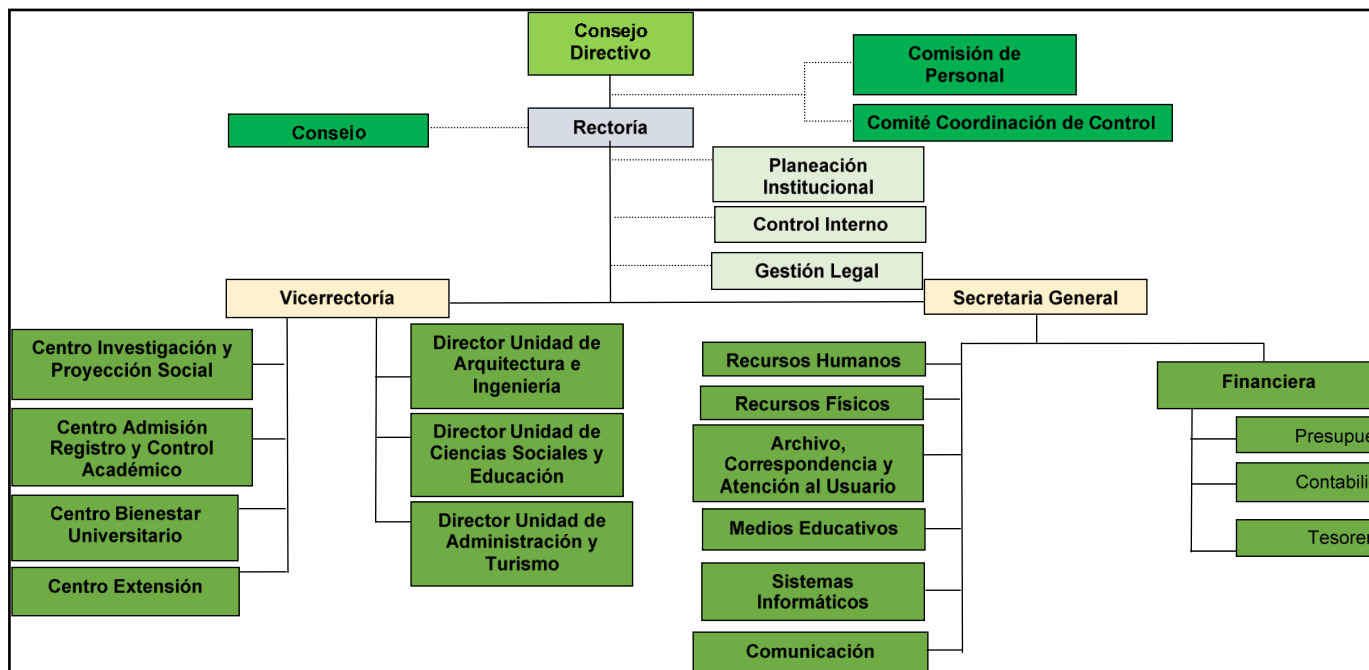 Consejo
Directivo
Comisión de
Personal
Consejo
Rectoría
Comité Coordinación de Control
Planeación
Institucional
Control Interno
Gestión Legal
Vicerrectoría
Secretaria General
Centro Investigación y
Proyección Social
Centro Admisión
Registro y Control
Académico
Centro Bienestar
Universitario
Centro Extensión
Director Unidad de
Arquitectura e
Ingeniería
Director Unidad de
Ciencias Sociales y
Educación
Director Unidad de
Administración y
Turismo
Recursos Humanos
Recursos Físicos
Archivo,
Correspondencia y
Atención al Usuario
Medios Educativos
Sistemas
Informáticos
Comunicación
Financiera
Presupue
Contabili
Tesorer